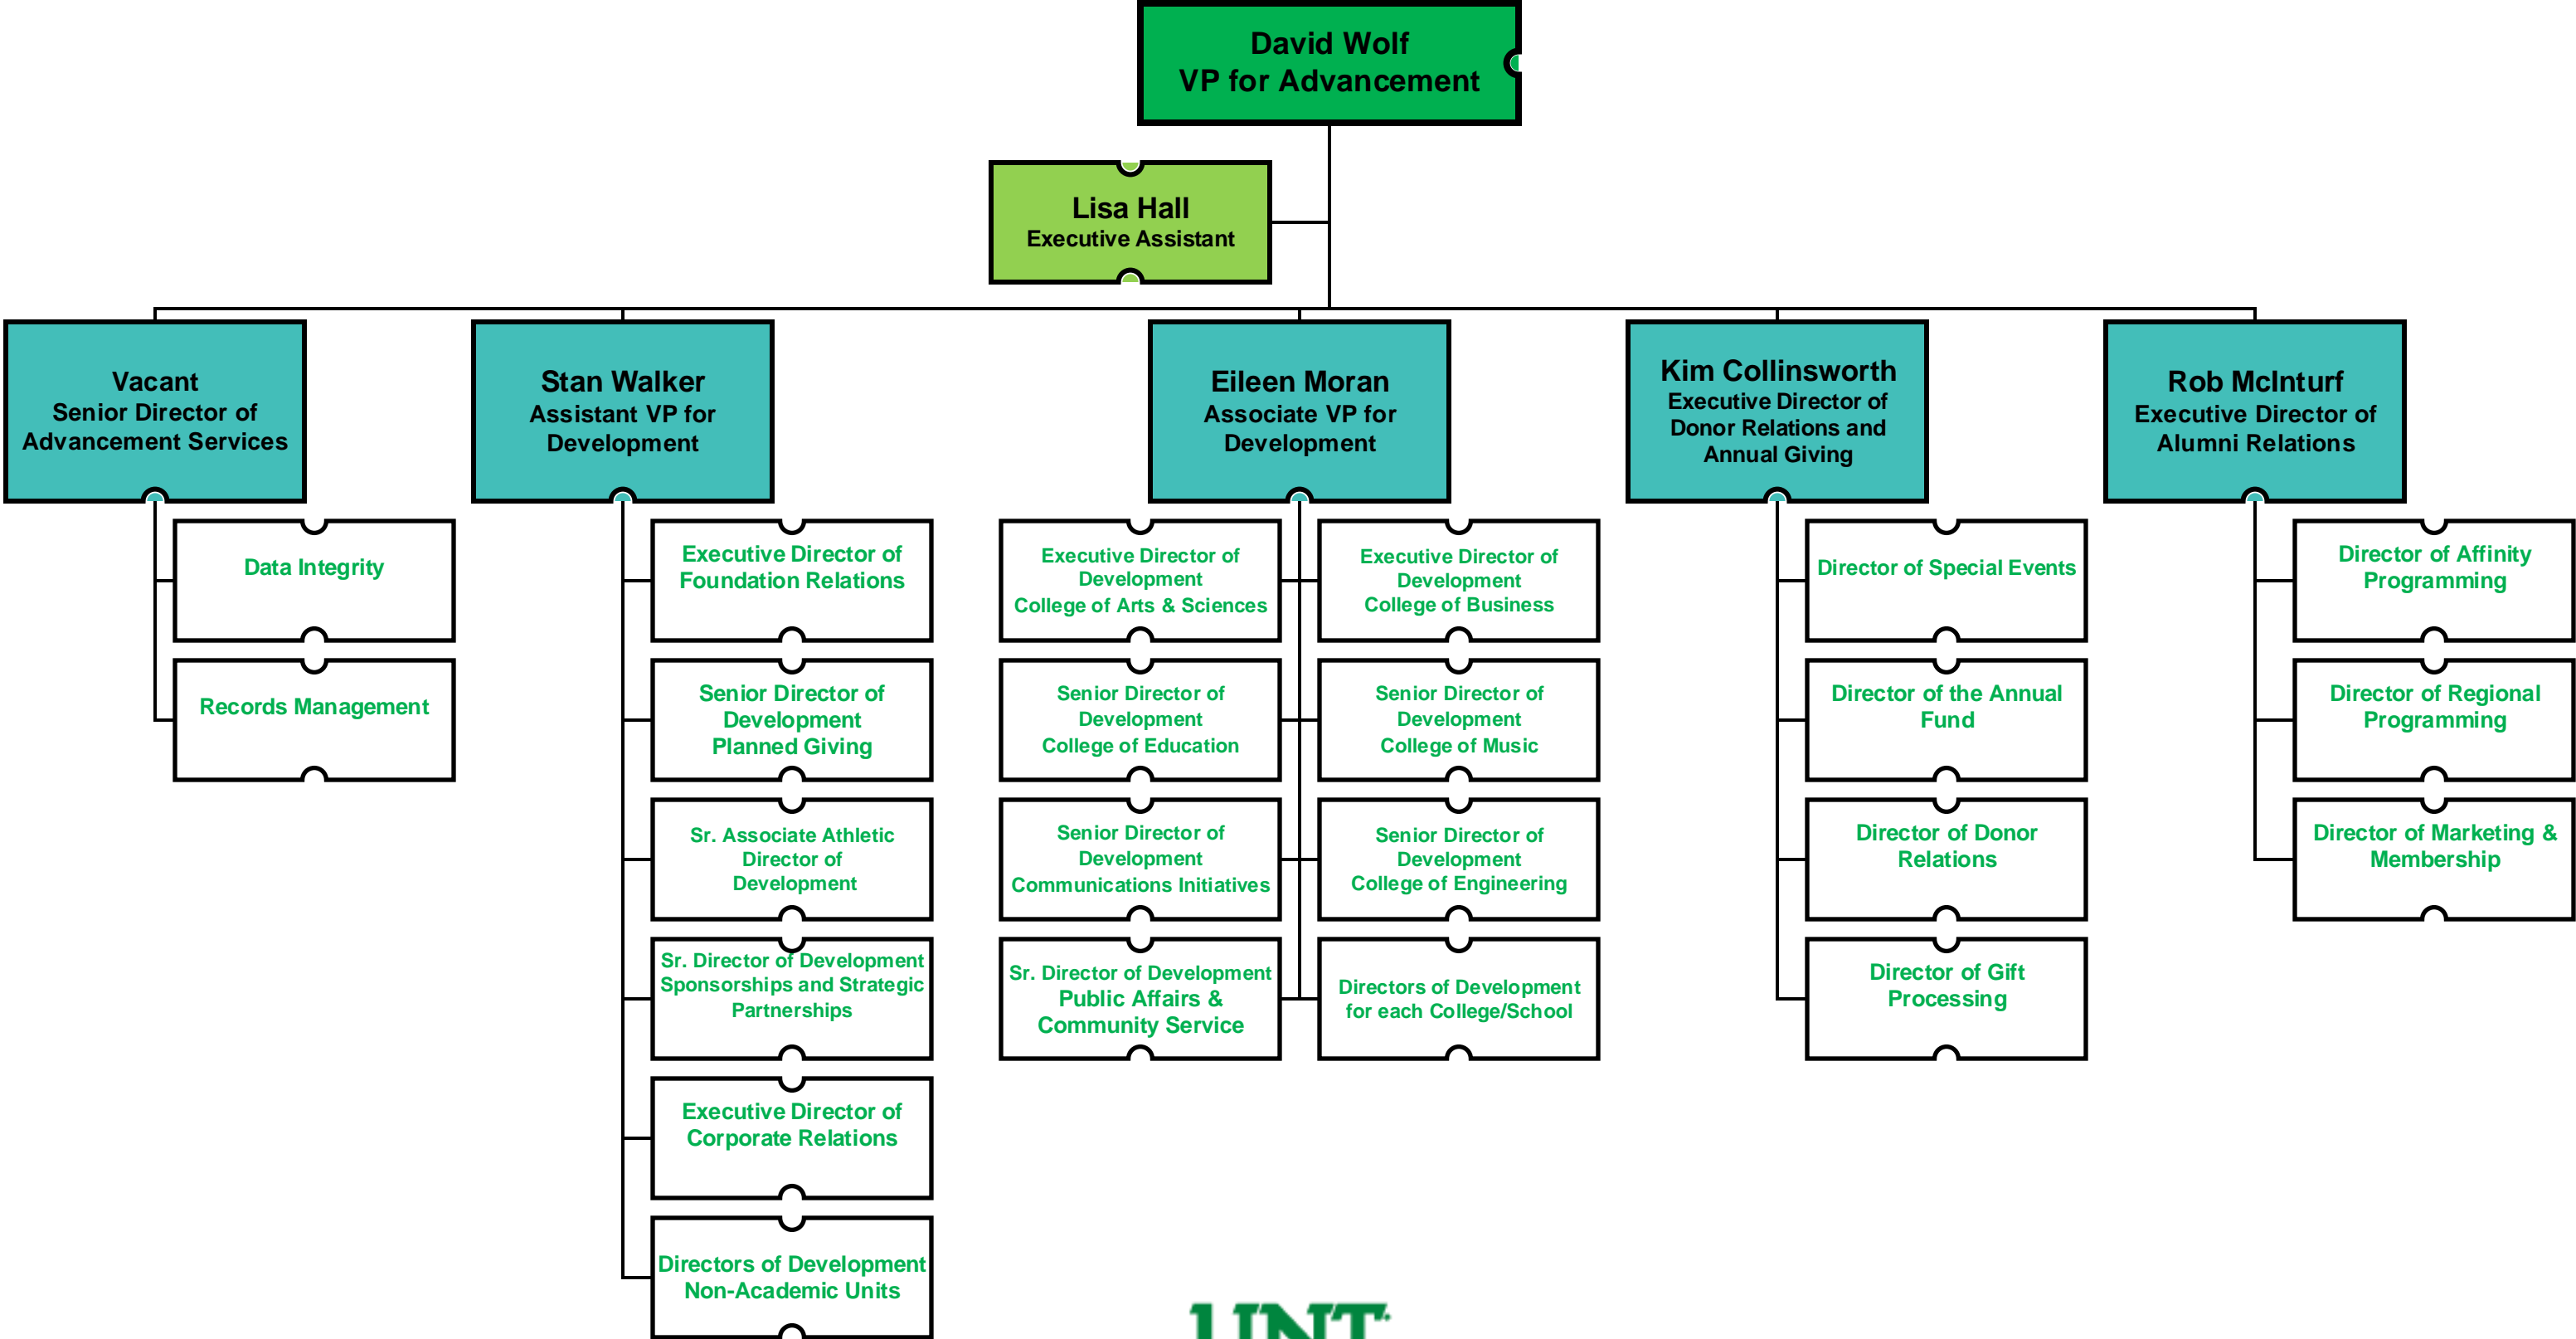 David Wolf
VP for Advancement
Lisa Hall
Executive Assistant
Vacant
Senior Director of
Advancement Services
Stan Walker
Assistant VP for
Development
Eileen Moran
Associate VP for
Development
Kim Collinsworth
Executive Director of
Donor Relations and
Annual Giving
Rob McInturf
Executive Director of
Alumni Relations
Data Integrity
Records Management
Executive Director of
Foundation Relations
Senior Director of
Development
Planned Giving
Sr. Associate Athletic
Director of
Development
Sr. Director of Development
Sponsorships and Strategic
Partnerships
Executive Director of
Corporate Relations
Directors of Development
Non-Academic Units
Executive Director of
Development
College of Arts & Sciences
Executive Director of
Development
College of Business
Senior Director of
Development
College of Education
Senior Director of
Development
College of Music
Senior Director of
Development
Communications Initiatives
Senior Director of
Development
College of Engineering
Sr. Director of Development
Public Affairs &
Community Service
Directors of Development
for each College/School
Director of Special Events
Director of the Annual
Fund
Director of Donor
Relations
Director of Gift
Processing
Director of Affinity
Programming
Director of Regional
Programming
Director of Marketing &
Membership
UNT